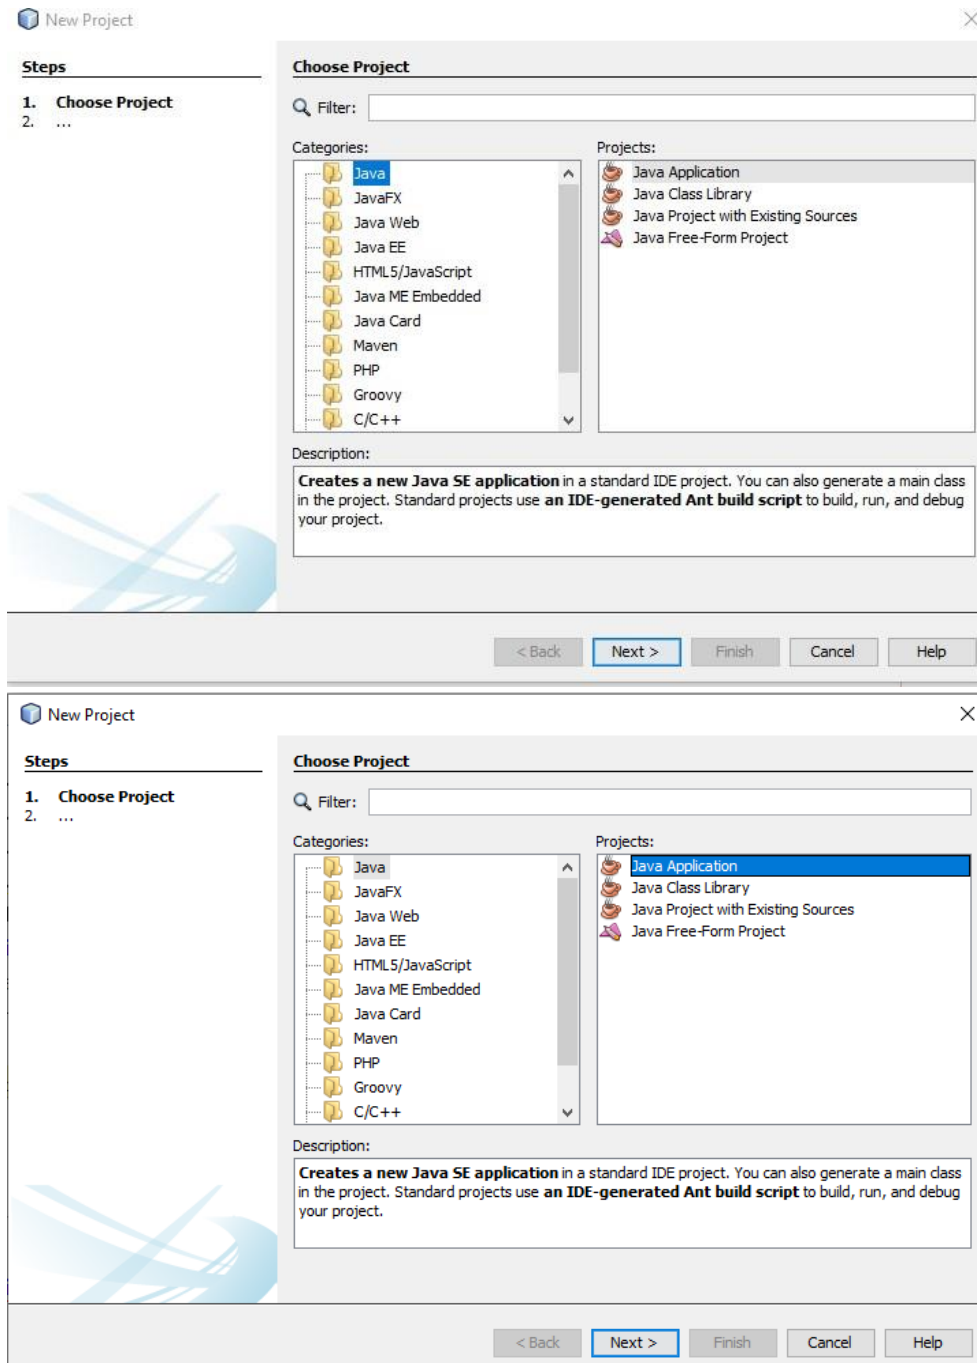 New Project
Steps
Choose Project
1. Choose Project
2. ...
Filter:
Categories:
Projects:
Java
JavaFX
Java Web
Java EE
HTML5/JavaScript
Java ME Embedded
Java Card
Maven
PHP
Groovy
C/C++
Java Application
Java Class Library
Java Project with Existing Sources
Java Free-Form Project
Description:
Creates a new Java SE application in a standard IDE project. You can also generate a main class
in the project. Standard projects use an IDE-generated Ant build script to build, run, and debug
your project.
< Back
Next >
Finish
Cancel
Help
New Project
Steps
Choose Project
1. Choose Project
2. ...
Filter:
Categories:
Projects:
Java
JavaFX
Java Web
Java EE
HTML5/JavaScript
Java ME Embedded
Java Card
Maven
PHP
Groovy
C/C++
Java Application
Java Class Library
Java Project with Existing Sources
Java Free-Form Project
Description:
Creates a new Java SE application in a standard IDE project. You can also generate a main class
in the project. Standard projects use an IDE-generated Ant build script to build, run, and debug
your project.
< Back
Next >
Finish
Cancel
Help